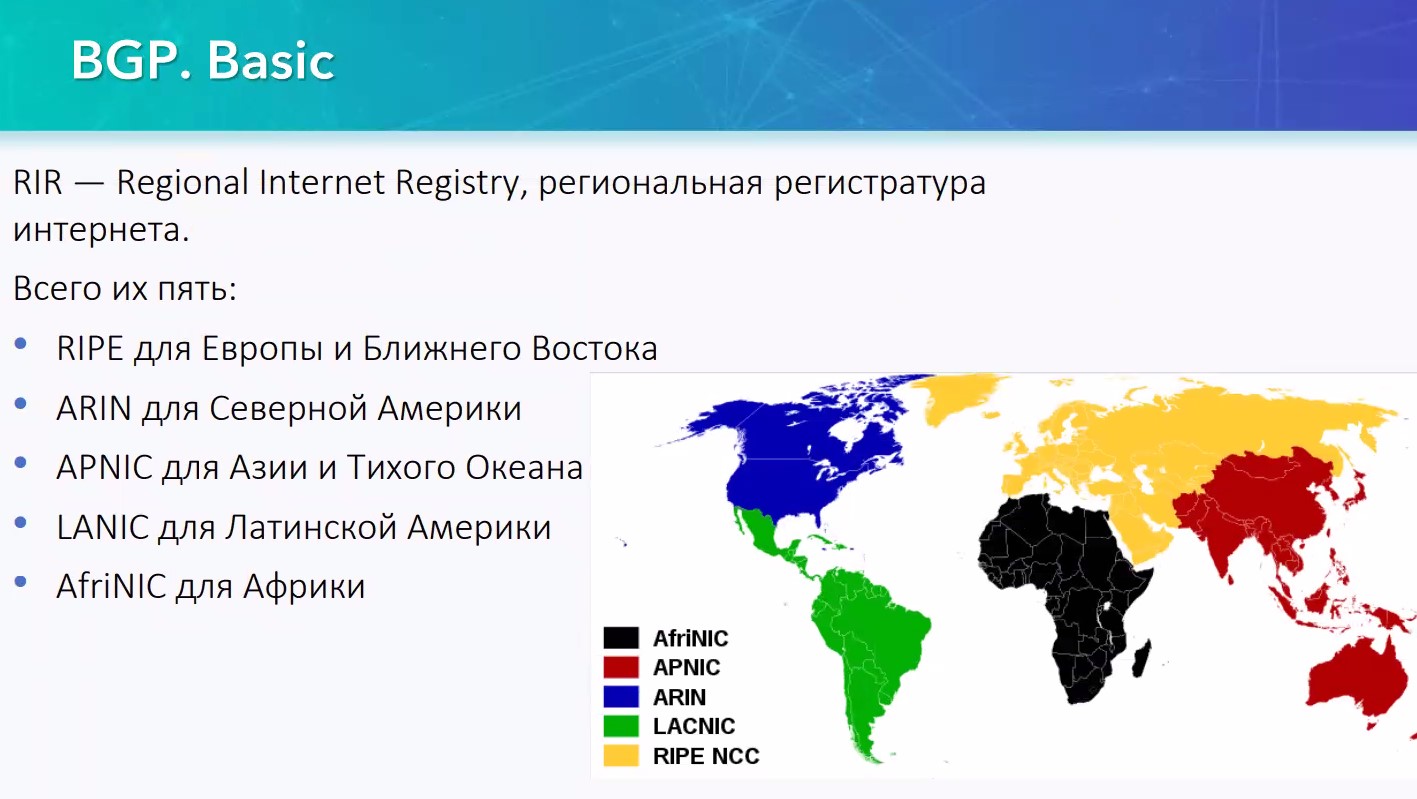 BGP. Basic
RIR — Regional Internet Registry, региональная регистратура
интернета.
Всего их пять:
• RIPE для Европы и Ближнего Востока
• ARIN для Северной Америки
• APNIC для Азии и Тихого Океана
• LANIC для Латинской Америки
• AfriNIC для Африки
AfriNIC
APNIC
ARIN
LACNIC
RIPE NCC